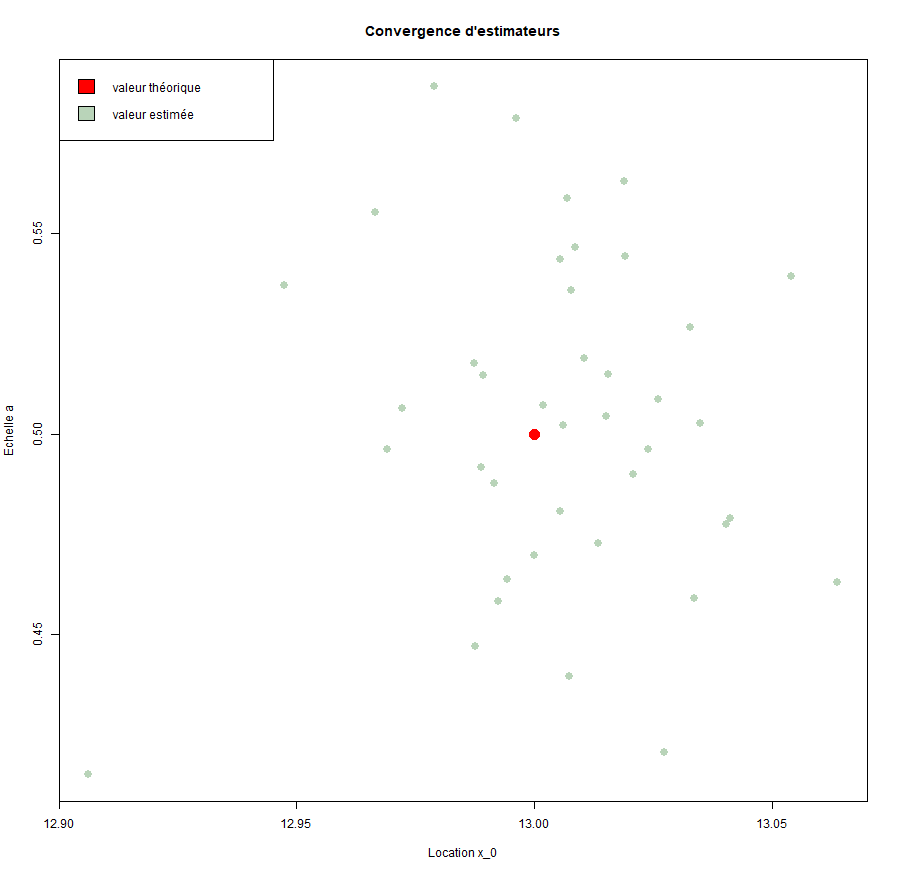 Convergence d'estimateurs
valeur théorique
valeur estimée
0.55
0.50
0.45
Echelle a
12.90 12.95 13.00 13.05
Location x_0